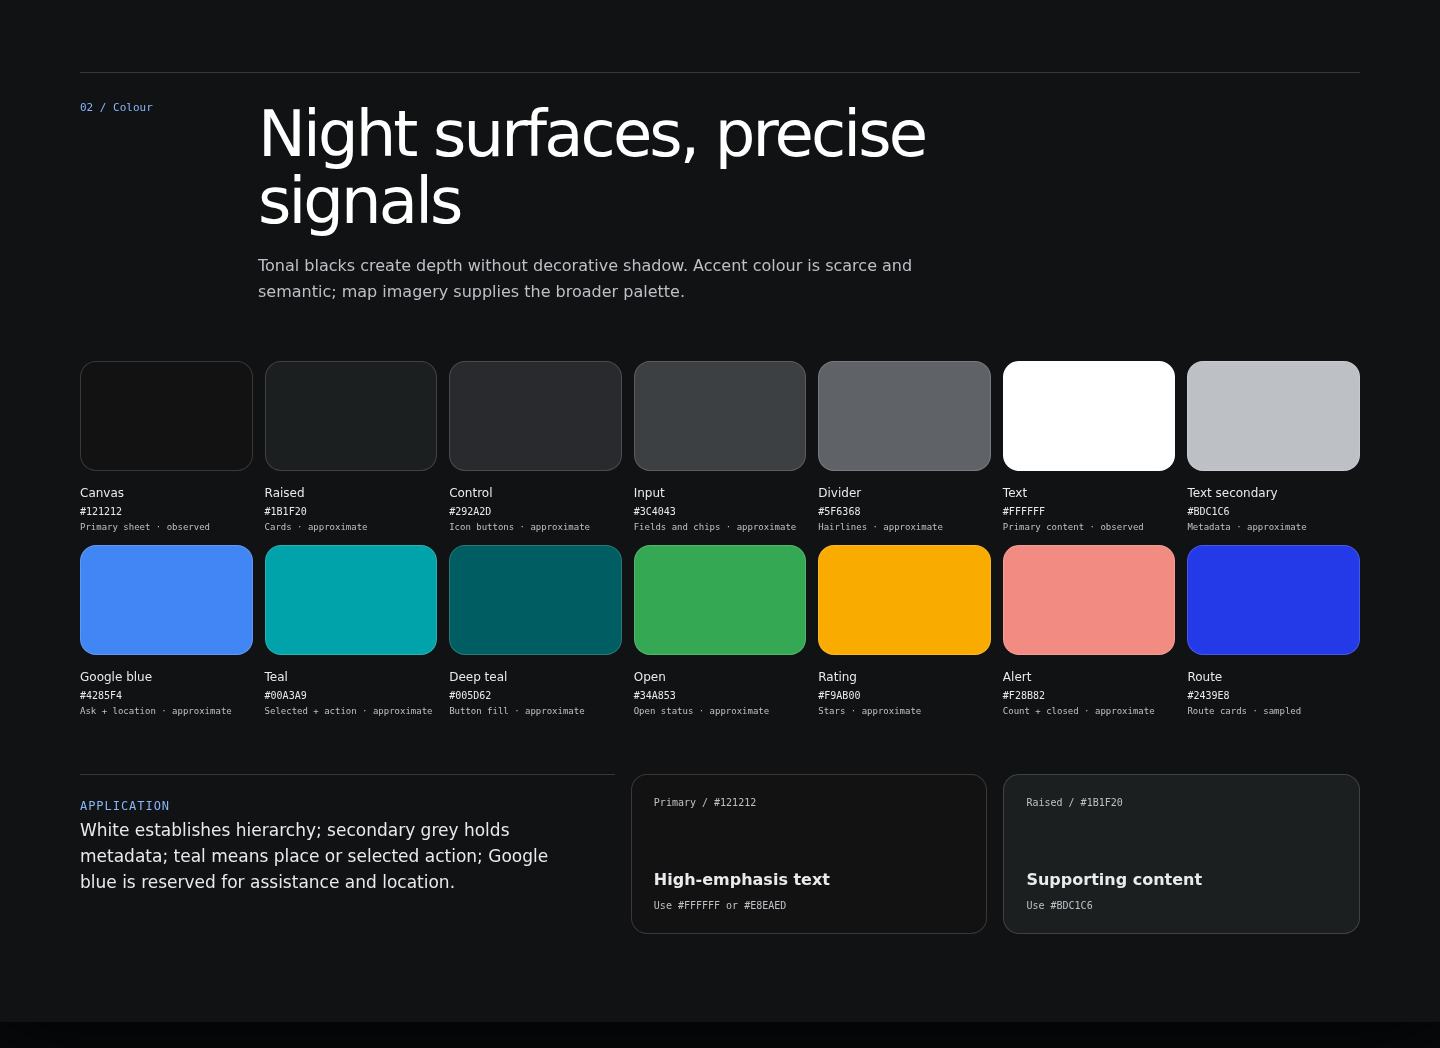 02 / Colour
Night surfaces, precise
signals
Tonal blacks create depth without decorative shadow. Accent colour is scarce and
semantic; map imagery supplies the broader palette.
Canvas
#121212
Primary sheet · observed
Raised
#1B1F20
Cards · approximate
Control
#292A2D
Icon buttons · approximate
Input
#3C4043
Fields and chips · approximate
Divider
#5F6368
Hairlines · approximate
Text
#FFFFFF
Primary content · observed
Text secondary
#BDC1C6
Metadata · approximate
Google blue
#4285F4
Ask + location · approximate
Teal
#00A3A9
Selected + action · approximate
Deep teal
#005D62
Button fill · approximate
Open
#34A853
Open status · approximate
Rating
#F9AB00
Stars · approximate
Alert
#F28B82
Count + closed · approximate
Route
#2439E8
Route cards · sampled
APPLICATION
White establishes hierarchy; secondary grey holds
metadata; teal means place or selected action; Google
blue is reserved for assistance and location.
Primary / #121212
High-emphasis text
Use #FFFFFF or #E8EAED
Raised / #1B1F20
Supporting content
Use #BDC1C6